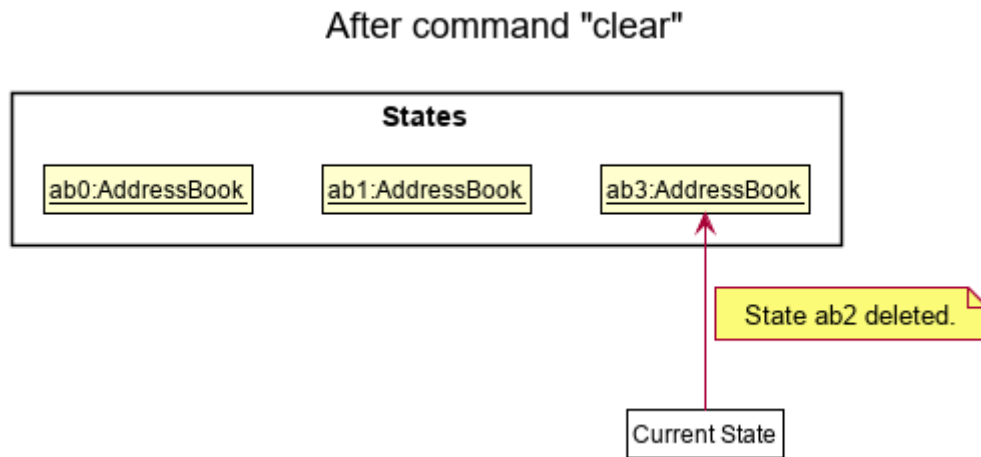 After command "clear"
States
ab0:AddressBook
ab1:AddressBook
ab3:AddressBook
State ab2 deleted.
Current State